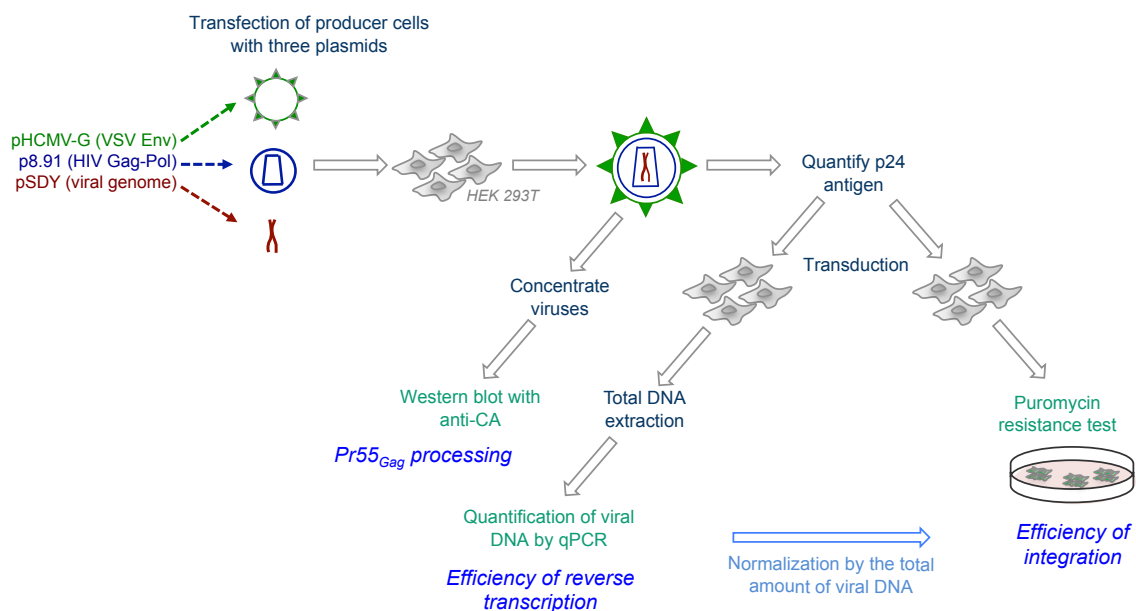 Transfection of producer cells
with three plasmids
pHCMV-G (VSV Env)
p8.91 (HIV Gag-Pol)
pSDY (viral genome)
HEK 293T
Quantify p24
antigen
Transduction
Concentrate
viruses
Western blot with
anti-CA
Pr55Gag processing
Total DNA
extraction
Puromycin
resistance test
Quantification of viral
DNA by qPCR
Efficiency of reverse
transcription
Normalization by the total
amount of viral DNA
Efficiency of
integration